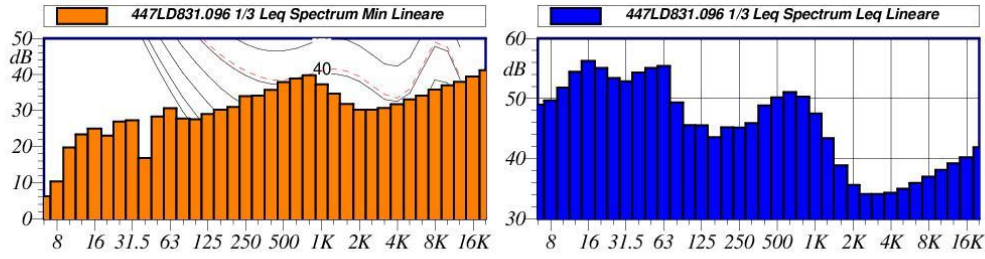 447LD831.096 1/3 Leq Spectrum Min Lineare
50
dB
40
30
20
10
0
40
8 16 31.5 63 125 250 500 1K 2K 4K 8K 16K
447LD831.096 1/3 Leq Spectrum Leq Lineare
60
dB
50
40
30
8 16 31.5 63 125 250 500 1K 2K 4K 8K 16K